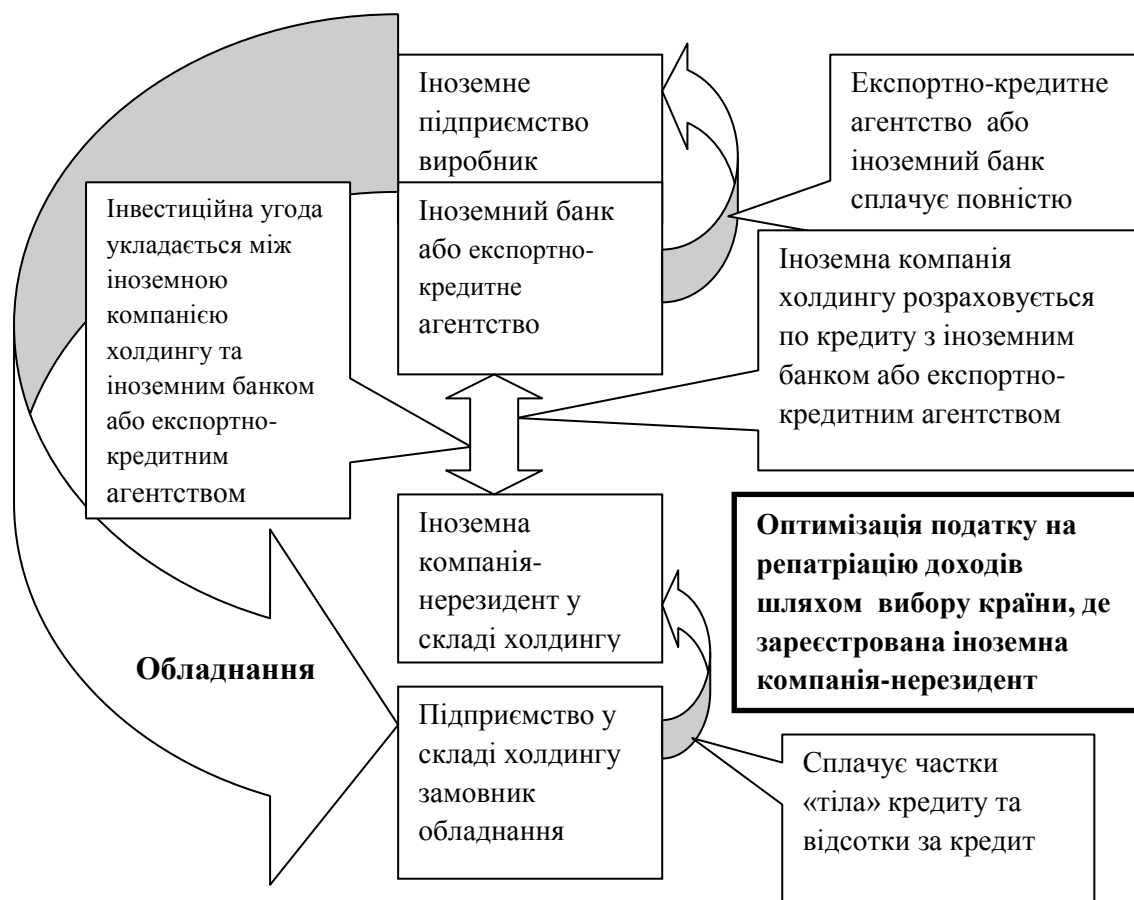 Іноземне
підприємство
виробник
Експортно-кредитне
агентство або
іноземний банк
сплачує повністю
Інвестиційна угода
укладається між
іноземною
компанією
холдингу та
іноземним банком
або експортно-
кредитним
агентством
Іноземний банк
або експортно-
кредитне
агентство
Іноземна компанія
холдингу розраховується
по кредиту з іноземним
банком або експортно-
кредитним агентством
Іноземна
компанія-
нерезидент у
складі холдингу
Оптимізація податку на
репатріацію доходів
шляхом вибору країни, де
зареєстрована іноземна
компанія-нерезидент
Обладнання
Підприємство у
складі холдингу
замовник
обладнання
Сплачує частки
«тіла» кредиту та
відсотки за кредит